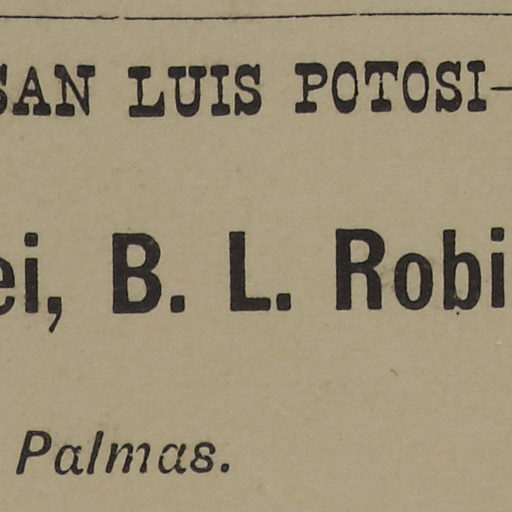 SAN LUIS POTOSI—
ei, B. L. Robi
Palmas.